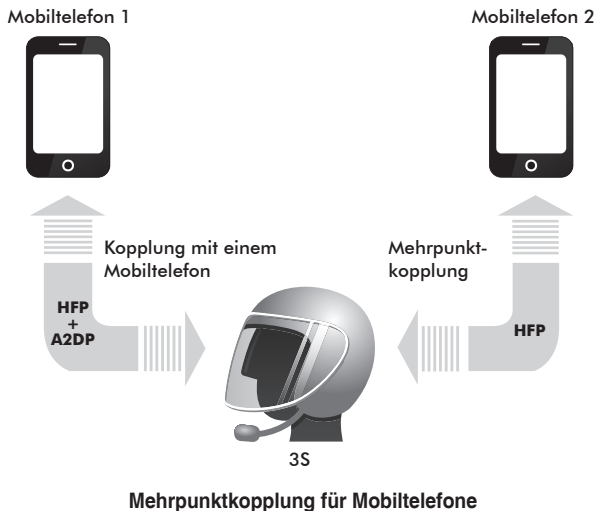 Mobiltelefon 1
Mobiltelefon 2
Kopplung mit einem
Mobiltelefon
Mehrpunkt-
kopplung
HFP
+
A2DP
HFP
3S
Mehrpunktkopplung für Mobiltelefone